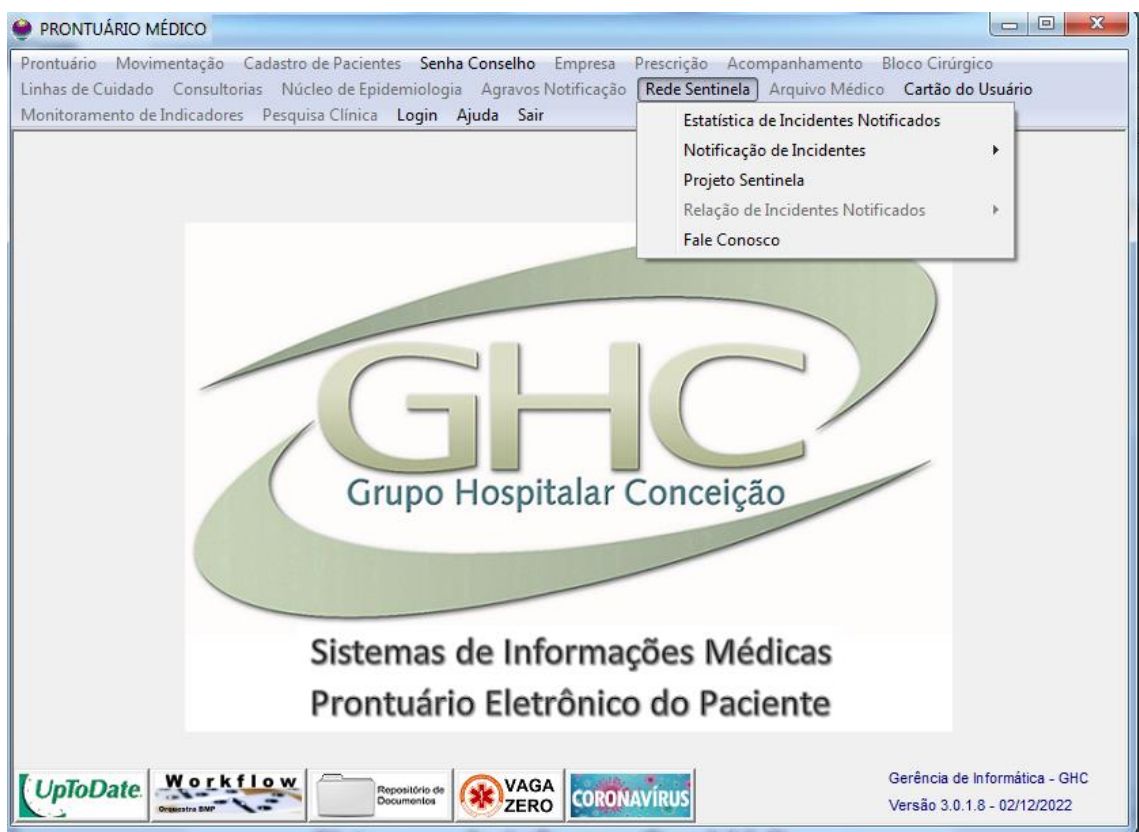 PRONTUÁRIO MÉDICO
Prontuário Movimentação Cadastro de Pacientes Senha Conselho Empresa Prescrição Acompanhamento Bloco Cirúrgico
Linhas de Cuidado Consultorias Núcleo de Epidemiologia Agravos Notificação Rede Sentinela Arquivo Médico Cartão do Usuário
Monitoramento de Indicadores Pesquisa Clínica Login Ajuda Sair
Estatística de Incidentes Notificados
Notificação de Incidentes
Projeto Sentinela
Relação de Incidentes Notificados
Fale Conosco
GHC
Grupo Hospitalar Conceição
Sistemas de Informações Médicas
Prontuário Eletrônico do Paciente
UpToDate.
Workflow
Orquestra BMP
Repositório de
Documentos
VAGA
ZERO
CORONAVÍRUS
Gerência de Informática - GHC
Versão 3.0.1.8 - 02/12/2022